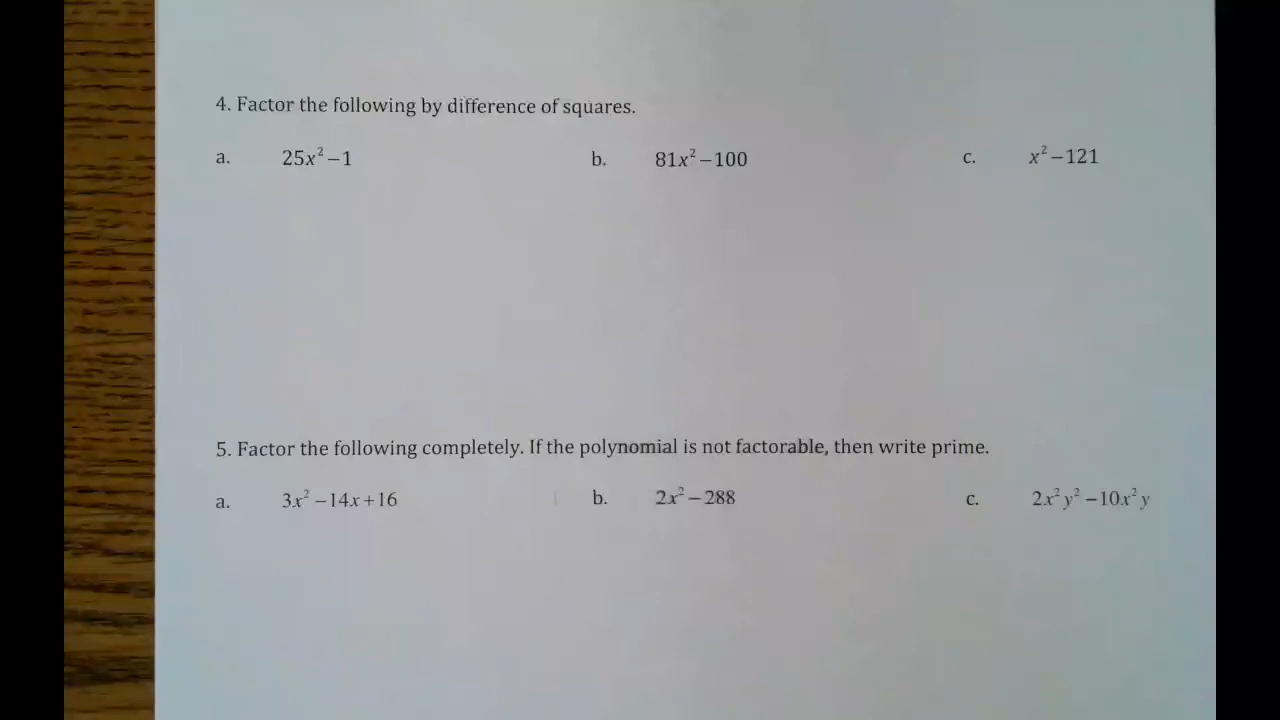 4. Factor the following by difference of squares.
a. 25x² – 1 b. 81x² – 100 c. x² – 121
5. Factor the following completely. If the polynomial is not factorable, then write prime.
a. 3x² – 14x + 16 b. 2x² – 288 c. 2x²y² – 10x²y